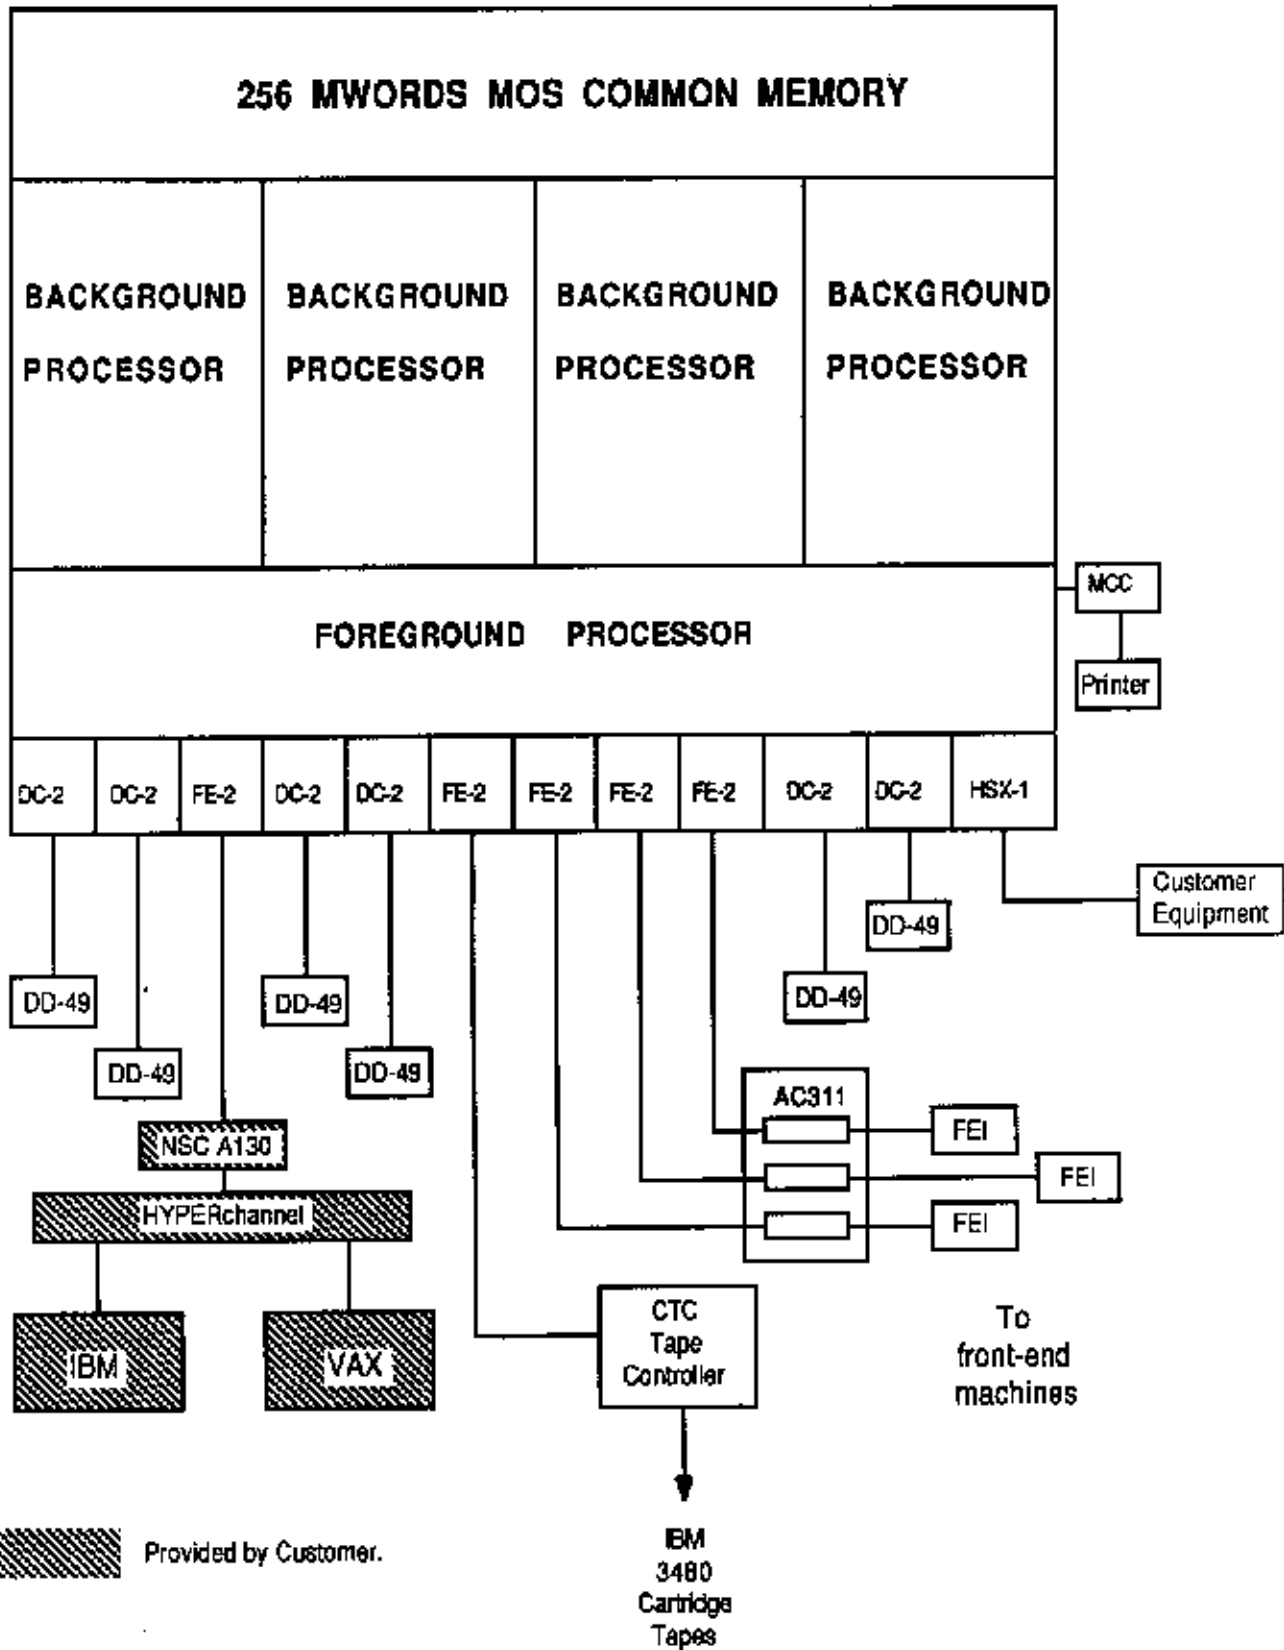 256 MWORDS MOS COMMON MEMORY
BACKGROUND
PROCESSOR
BACKGROUND
PROCESSOR
BACKGROUND
PROCESSOR
BACKGROUND
PROCESSOR
FOREGROUND PROCESSOR
MCC
Printer
DC-2
DC-2
FE-2
DC-2
DC-2
FE-2
FE-2
FE-2
FE-2
DC-2
DC-2
HSX-1
Customer
Equipment
DD-49
DD-49
DD-49
DD-49
DD-49
DD-49
NSC A130
HYPERchannel
IBM
VAX
AC311
FEI
FEI
FEI
CTC
Tape
Controller
To
front-end
machines
IBM
3480
Cartridge
Tapes
Provided by Customer.